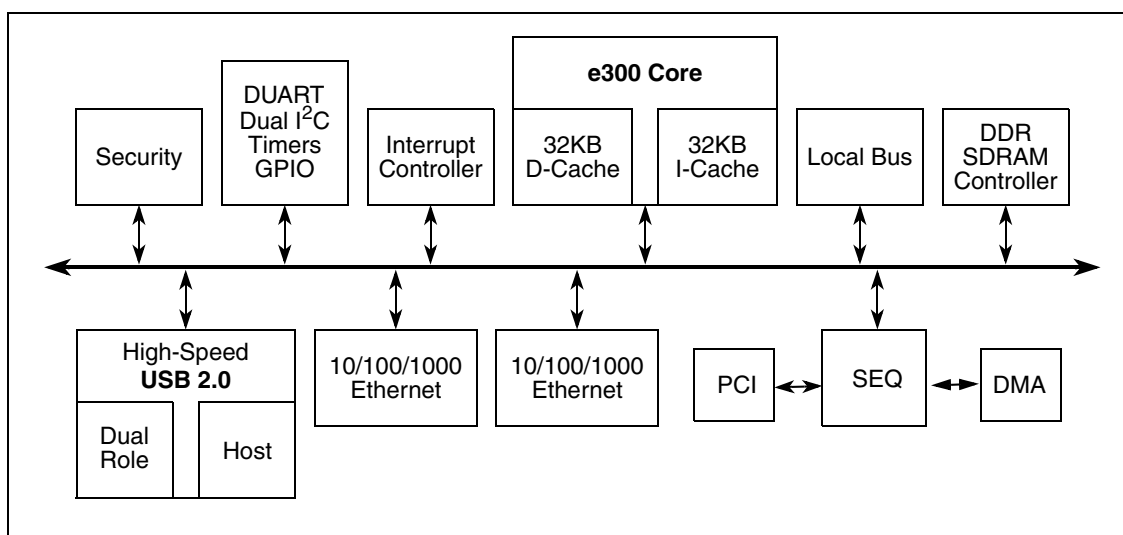 e300 Core
32KB
D-Cache
32KB
I-Cache
Security
DUART
Dual I²C
Timers
GPIO
Interrupt
Controller
Local Bus
DDR
SDRAM
Controller
High-Speed
USB 2.0
Dual
Role
Host
10/100/1000
Ethernet
10/100/1000
Ethernet
PCI
SEQ
DMA